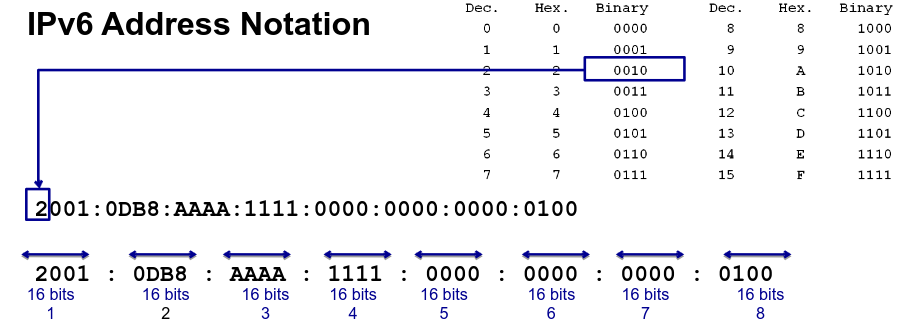 IPv6 Address Notation
Dec. Hex. Binary Dec. Hex. Binary
0 0 0000 8 8 1000
1 1 0001 9 9 1001
2 2 0010 10 A 1010
3 3 0011 11 B 1011
4 4 0100 12 C 1100
5 5 0101 13 D 1101
6 6 0110 14 E 1110
7 7 0111 15 F 1111
2001:0DB8:AAAA:1111:0000:0000:0000:0100
2001 : 0DB8 : AAAA : 1111 : 0000 : 0000 : 0000 : 0100
16 bits 16 bits 16 bits 16 bits 16 bits 16 bits 16 bits 16 bits
1 2 3 4 5 6 7 8